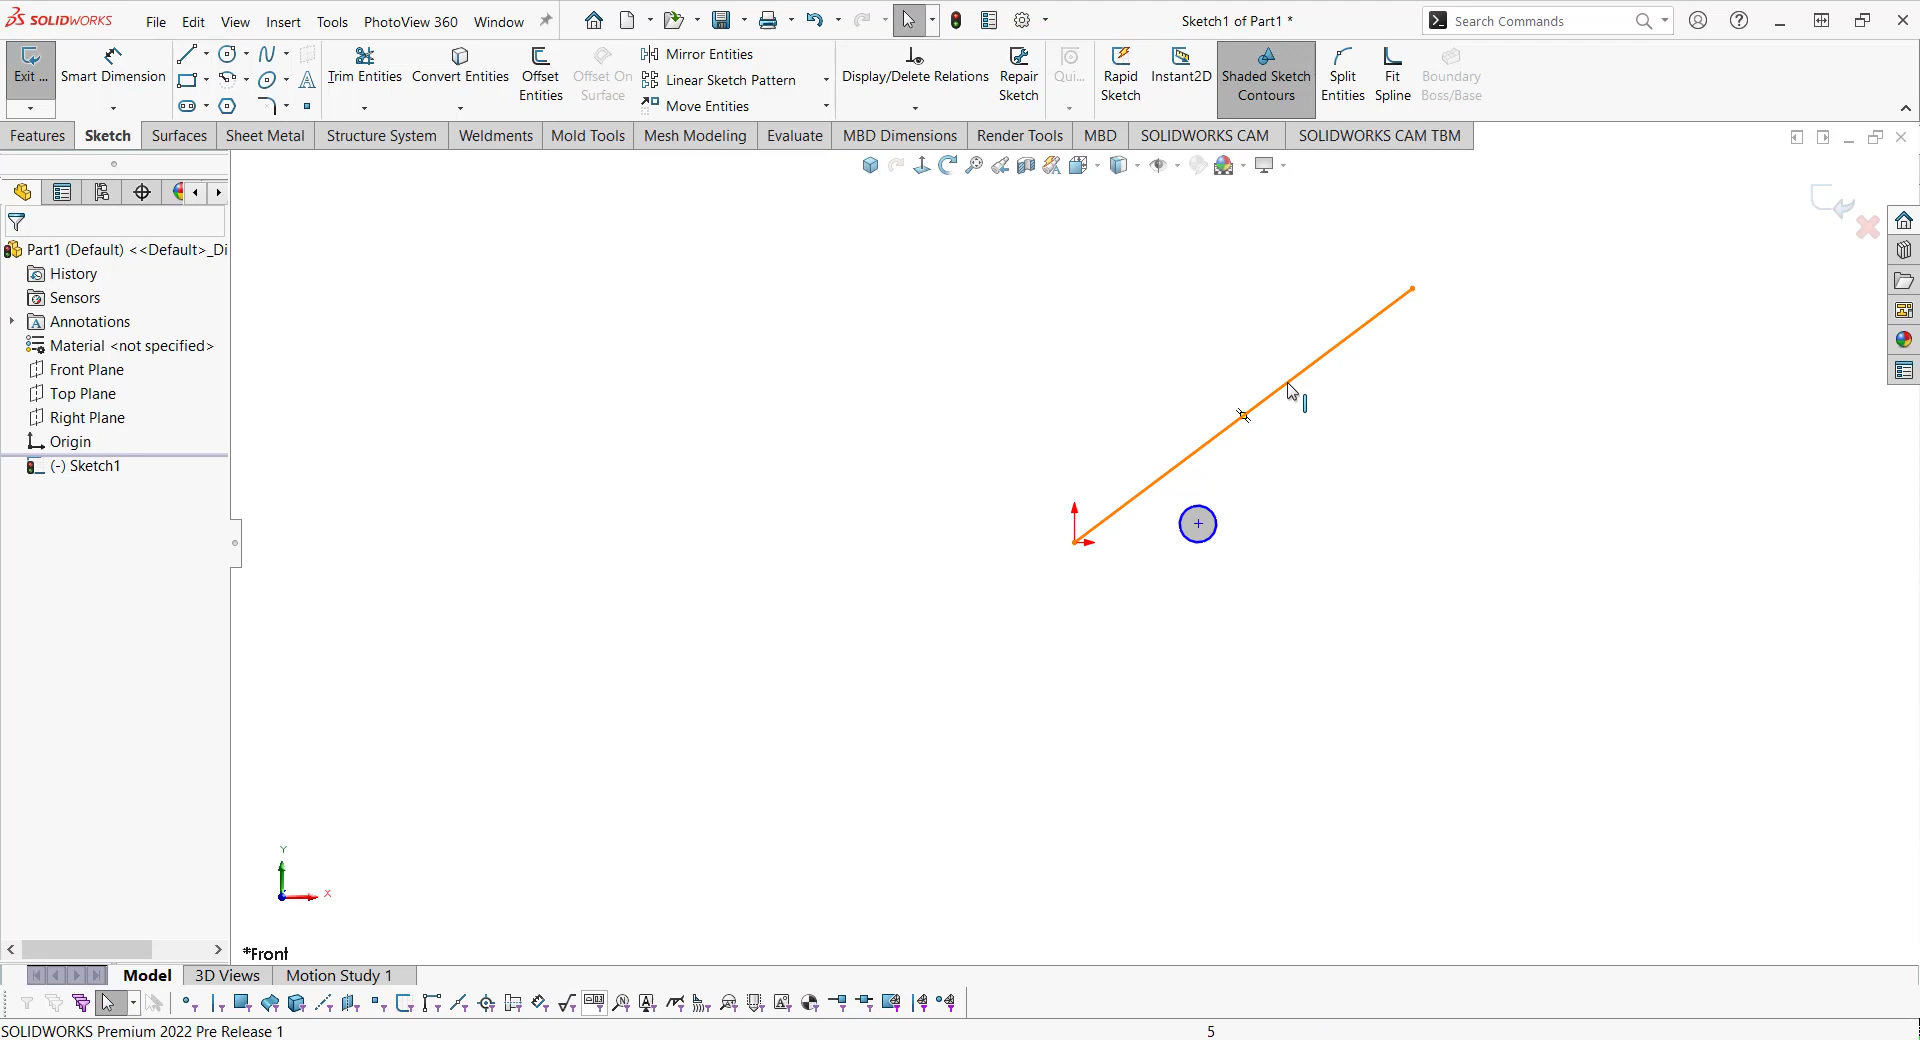 SOLIDWORKS File Edit View Insert Tools PhotoView 360 Window Sketch1 of Part1 * Search Commands
Exit ... Smart Dimension Trim Entities Convert Entities Offset Entities Offset On Surface Mirror Entities Linear Sketch Pattern Move Entities Display/Delete Relations Repair Sketch Qui... Rapid Sketch Instant2D Shaded Sketch Contours Split Entities Fit Spline Boundary Boss/Base
Features Sketch Surfaces Sheet Metal Structure System Weldments Mold Tools Mesh Modeling Evaluate MBD Dimensions Render Tools MBD SOLIDWORKS CAM SOLIDWORKS CAM TBM
Part1 (Default) <<Default>_Di
History
Sensors
Annotations
Material <not specified>
Front Plane
Top Plane
Right Plane
Origin
(-) Sketch1
Y
X
*Front
Model 3D Views Motion Study 1
SOLIDWORKS Premium 2022 Pre Release 1 5